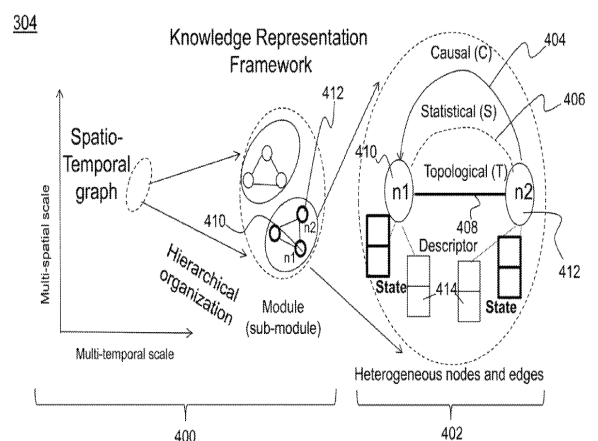 304
Knowledge Representation
Framework
Causal (C)
404
412
Statistical (S)
406
Spatio-
Temporal
graph
410
Topological (T)
n1
n2
408
410
n2
n1
Multi-spatial scale
Hierarchical
organization
Descriptor
412
State
414
State
Module
(sub-module)
Multi-temporal scale
Heterogeneous nodes and edges
400
402